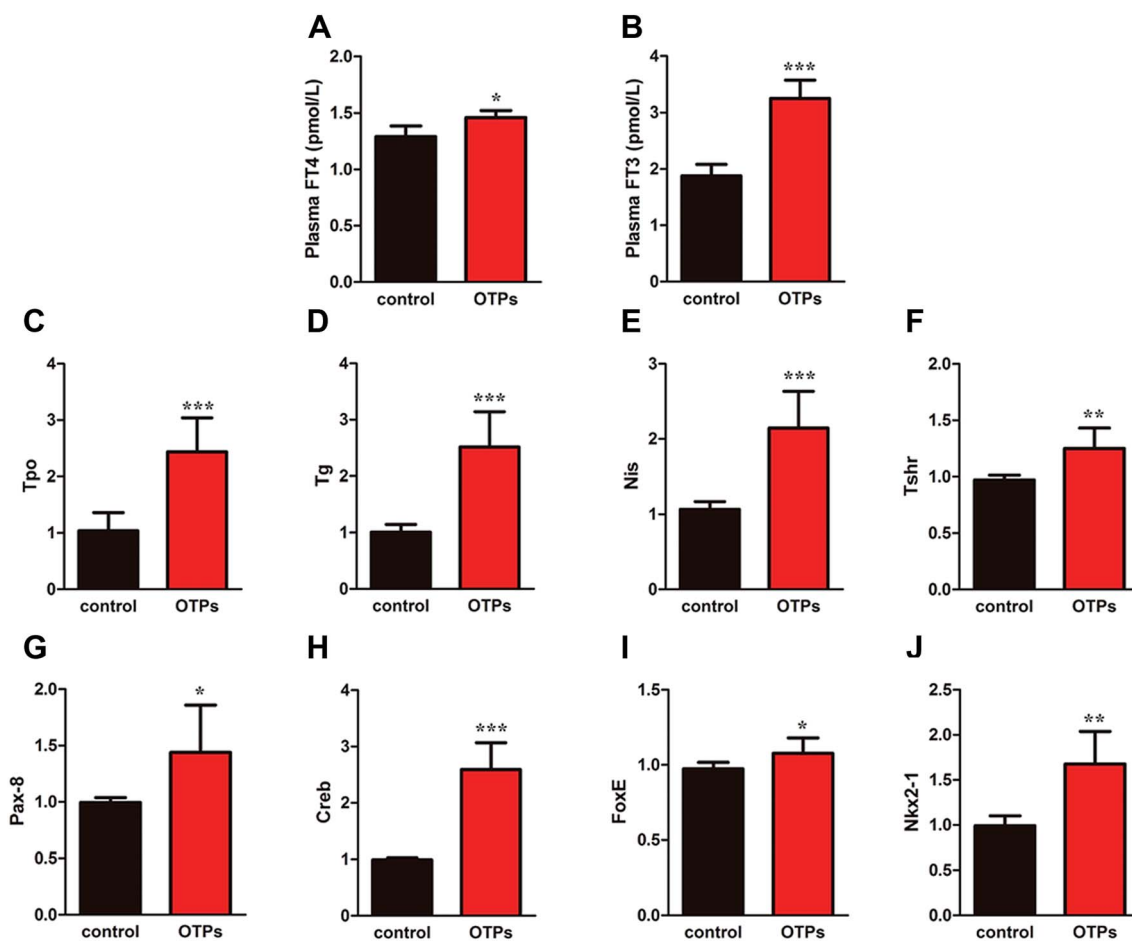 A
Plasma FT4 (pmol/L)
2.0
1.5
1.0
0.5
0.0
*
control
OTPs
B
Plasma FT3 (pmol/L)
4
3
2
1
0
***
control
OTPs
C
Tpo
4
3
2
1
0
***
control
OTPs
D
Tg
4
3
2
1
0
***
control
OTPs
E
Nis
3
2
1
0
***
control
OTPs
F
Tshr
2.0
1.5
1.0
0.5
0.0
**
control
OTPs
G
Pax-8
2.0
1.5
1.0
0.5
0.0
*
control
OTPs
H
Creb
4
3
2
1
0
***
control
OTPs
I
FoxE
1.5
1.0
0.5
0.0
*
control
OTPs
J
Nkx2-1
2.5
2.0
1.5
1.0
0.5
0.0
**
control
OTPs